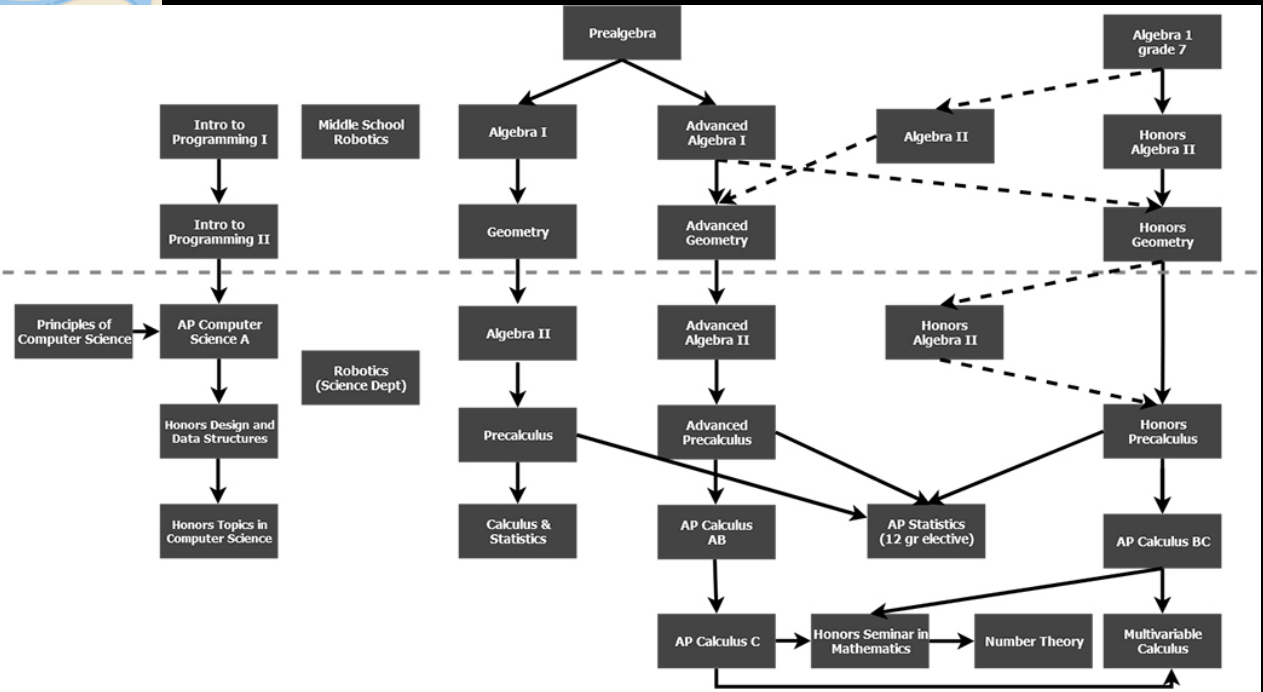 Prealgebra
Algebra 1
grade 7
Intro to
Programming I
Middle School
Robotics
Algebra I
Advanced
Algebra I
Algebra II
Honors
Algebra II
Intro to
Programming II
Geometry
Advanced
Geometry
Honors
Geometry
Principles of
Computer Science
AP Computer
Science A
Robotics
(Science Dept)
Algebra II
Advanced
Algebra II
Honors
Algebra II
Honors Design and
Data Structures
Precalculus
Advanced
Precalculus
Honors
Precalculus
Honors Topics in
Computer Science
Calculus &
Statistics
AP Calculus
AB
AP Statistics
(12 gr elective)
AP Calculus BC
AP Calculus C
Honors Seminar in
Mathematics
Number Theory
Multivariable
Calculus